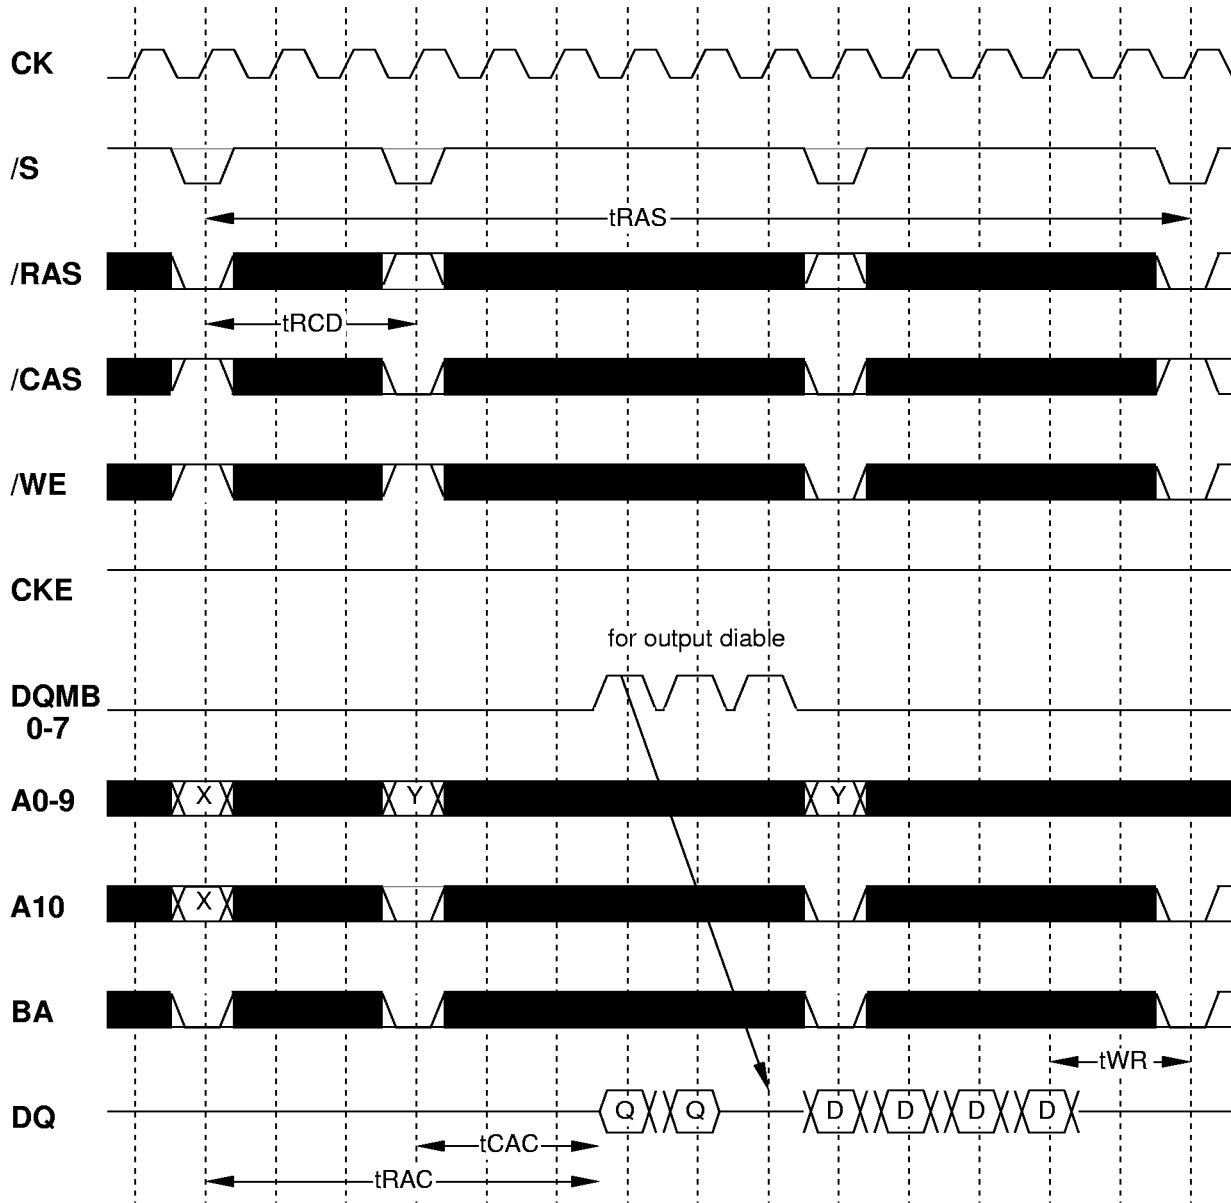 CK
/S
tRAS
/RAS
tRCD
/CAS
/WE
CKE
for output diable
DQMB
0-7
A0-9 X Y Y
A10 X
BA
tWR
DQ Q Q D D D D
tCAC
tRAC